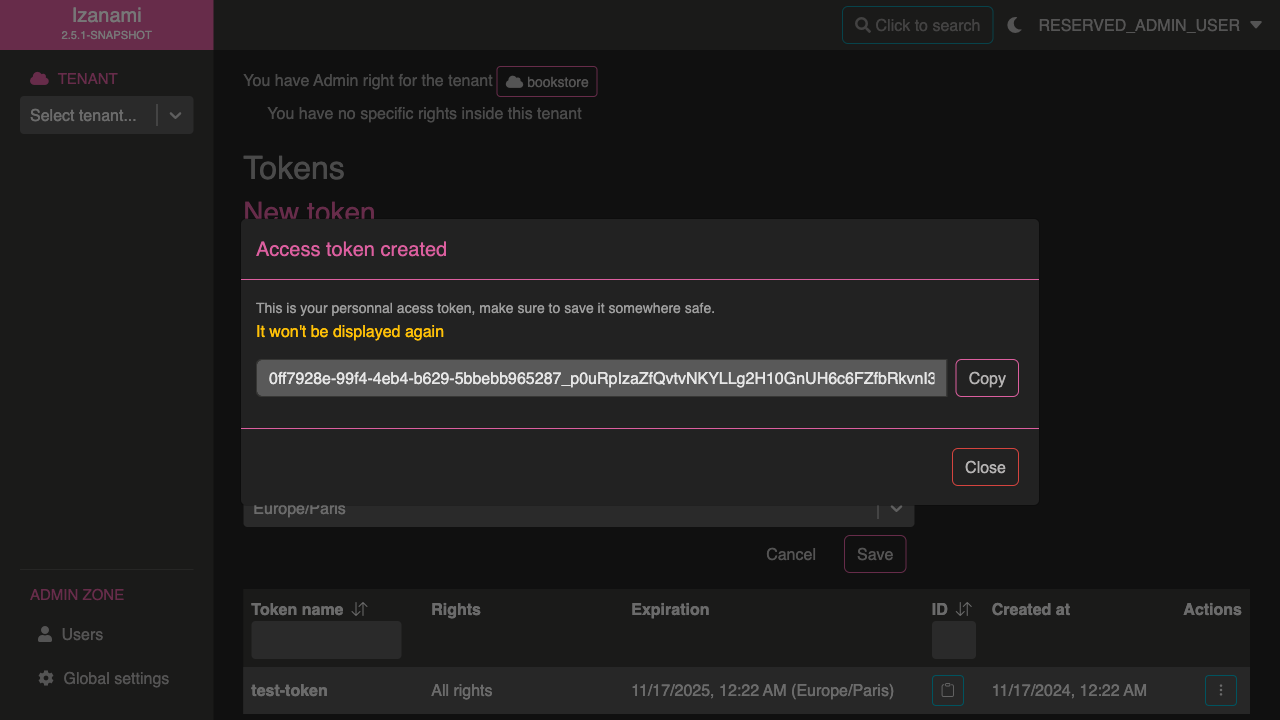 Izanami
2.5.1-SNAPSHOT
Click to search
RESERVED_ADMIN_USER
TENANT
Select tenant...
You have Admin right for the tenant bookstore
You have no specific rights inside this tenant
Tokens
New token
Access token created
This is your personnal acess token, make sure to save it somewhere safe.
It won't be displayed again
0ff7928e-99f4-4eb4-b629-5bbebb965287_p0uRpIzaZfQvtvNKYLLg2H10GnUH6c6FZfbRkvnI3
Copy
Close
Europe/Paris
Cancel
Save
ADMIN ZONE
Users
Global settings
Token name
Rights
Expiration
ID
Created at
Actions
test-token
All rights
11/17/2025, 12:22 AM (Europe/Paris)
11/17/2024, 12:22 AM